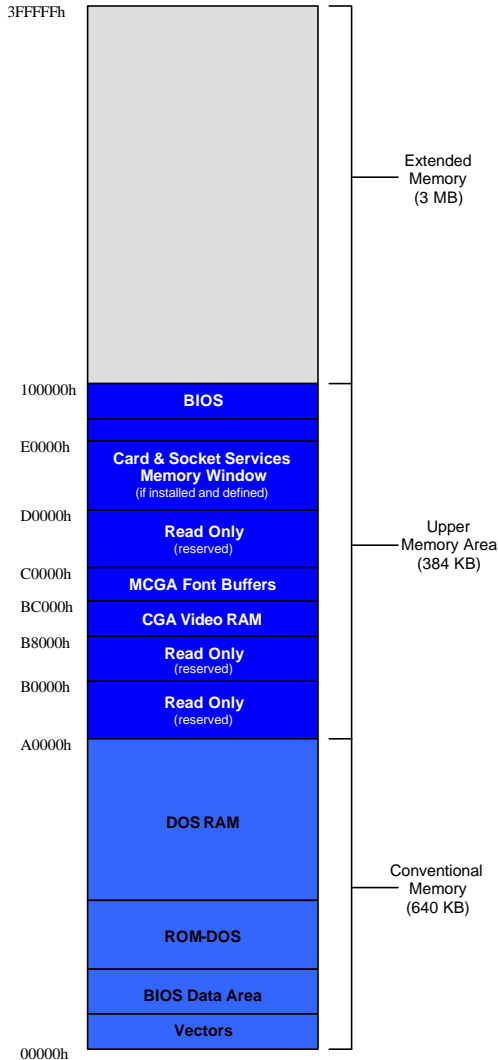 3FFFFFh
Extended
Memory
(3 MB)
100000h
BIOS
E0000h
Card & Socket Services
Memory Window
(if installed and defined)
D0000h
Read Only
(reserved)
Upper
Memory Area
(384 KB)
C0000h
MCGA Font Buffers
BC000h
CGA Video RAM
B8000h
Read Only
(reserved)
B0000h
Read Only
(reserved)
A0000h
DOS RAM
Conventional
Memory
(640 KB)
ROM-DOS
BIOS Data Area
Vectors
00000h